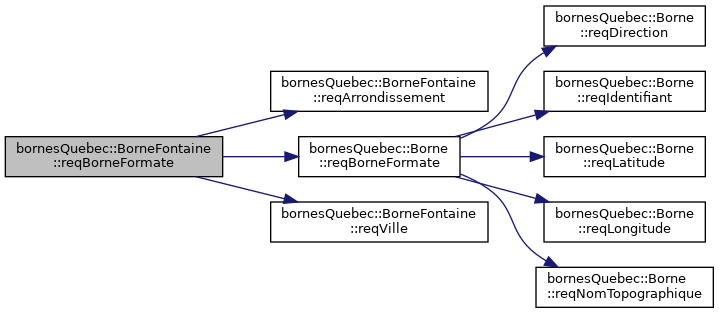 bornesQuebec::BorneFontaine
::reqBorneFormate
bornesQuebec::BorneFontaine
::reqArrondissement
bornesQuebec::Borne
::reqBorneFormate
bornesQuebec::BorneFontaine
::reqVille
bornesQuebec::Borne
::reqDirection
bornesQuebec::Borne
::reqIdentifiant
bornesQuebec::Borne
::reqLatitude
bornesQuebec::Borne
::reqLongitude
bornesQuebec::Borne
::reqNomTopographique